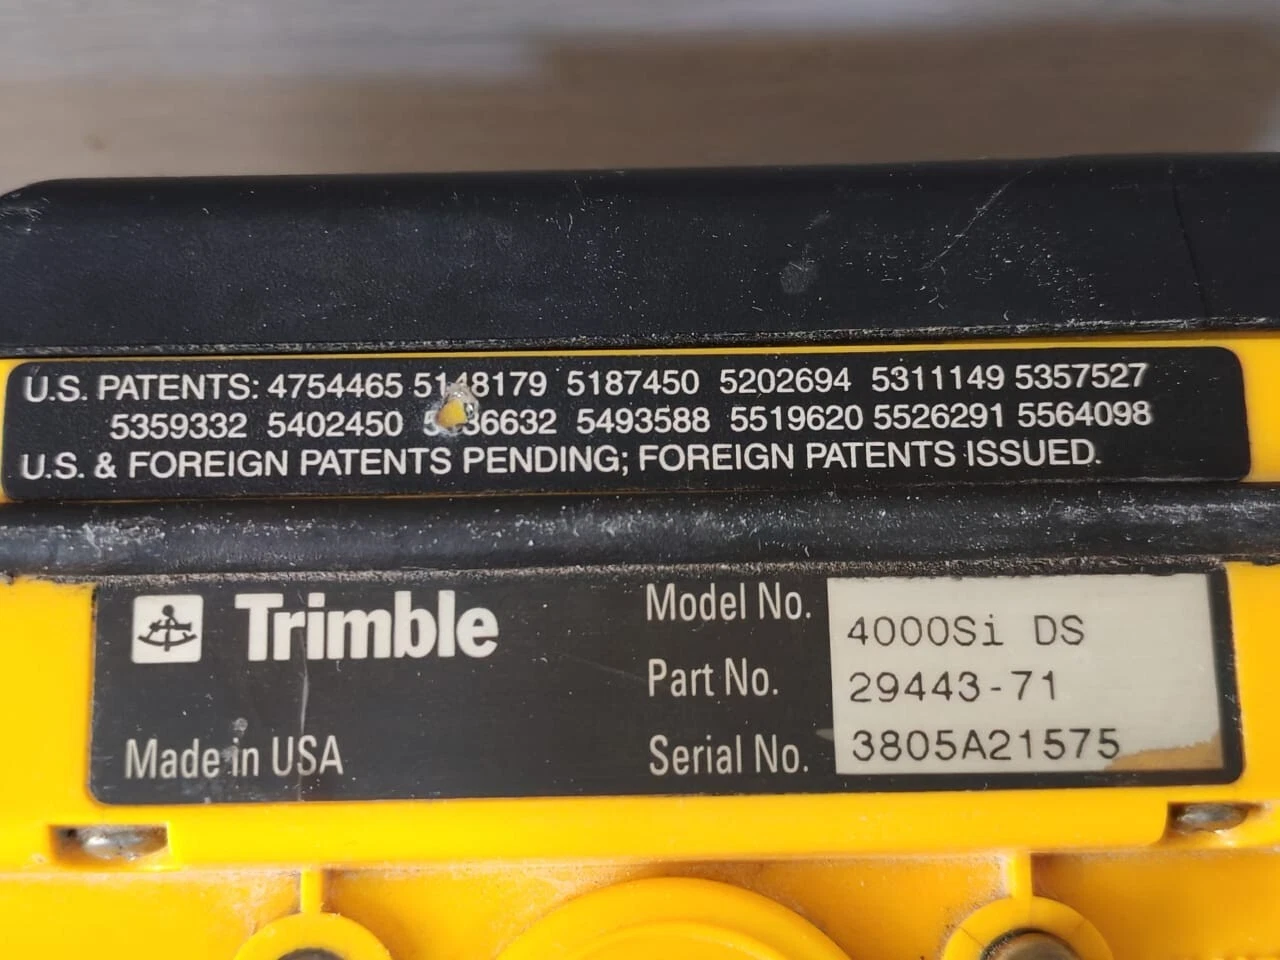 U.S. PATENTS: 4754465 5148179 5187450 5202694 5311149 5357527
5359332 5402450 5493588 5519620 5526291 5564098
U.S. & FOREIGN PATENTS PENDING; FOREIGN PATENTS ISSUED.
Trimble
Made in USA
Model No. 4000Si DS
Part No. 29443-71
Serial No. 3805A21575